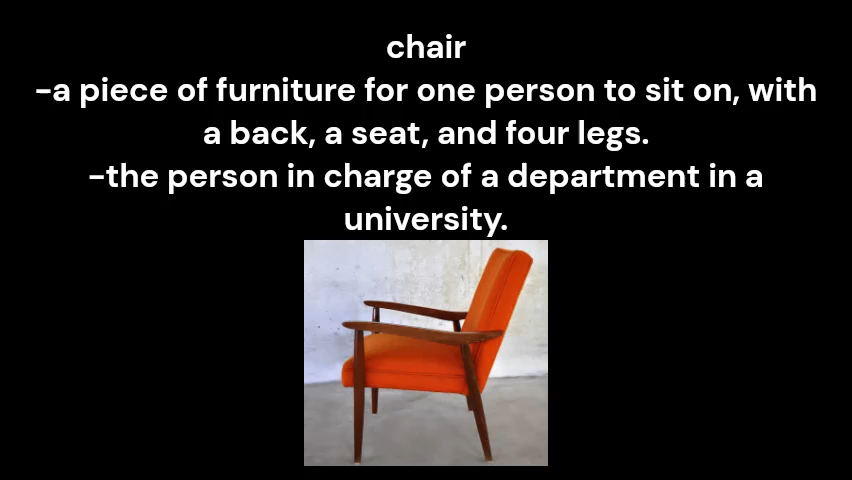 chair
-a piece of furniture for one person to sit on, with
a back, a seat, and four legs.
-the person in charge of a department in a
university.